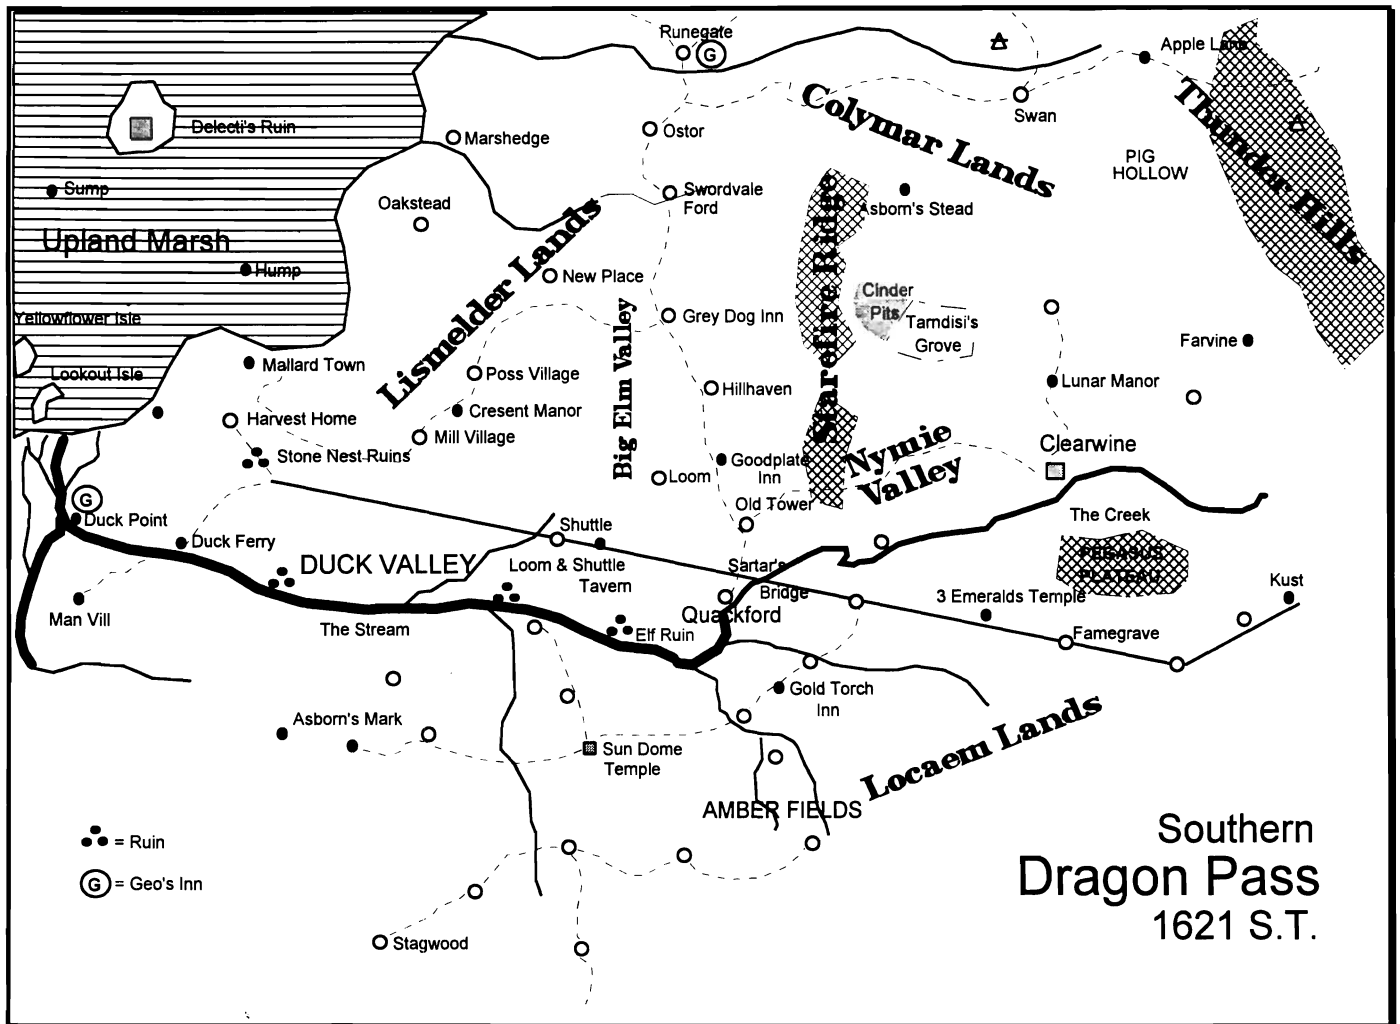 Runegate
G
Apple Lane
Thunder Hills
Colymar Lands
Swan
Delecti's Ruin
Marshedge
Ostor
PIG
HOLLOW
Sump
Oakstead
Swordvale
Ford
Asborn's Stead
Upland Marsh
Hump
Lismelder Lands
New Place
Starefire Ridge
Cinder
Pits
Tarndisi's
Grove
Yellowflower Isle
Grey Dog Inn
Big Elm Valley
Farvine
Lookout Isle
Mallard Town
Poss Village
Hillhaven
Lunar Manor
Harvest Home
Cresent Manor
Mill Village
Nymie
Valley
Clearwine
Stone Nest Ruins
Loom
Goodplate
Inn
G
Duck Point
Old Tower
The Creek
Shuttle
Duck Ferry
DUCK VALLEY
Loom & Shuttle
Tavern
Sartar's
Bridge
PEGASUS
PLATEAU
Kust
3 Emeralds Temple
Man Vill
The Stream
Elf Ruin
Quackford
Famegrave
Gold Torch
Inn
Asborn's Mark
Sun Dome
Temple
Locaem Lands
AMBER FIELDS
= Ruin
G = Geo's Inn
Stagwood
Southern
Dragon Pass
1621 S.T.